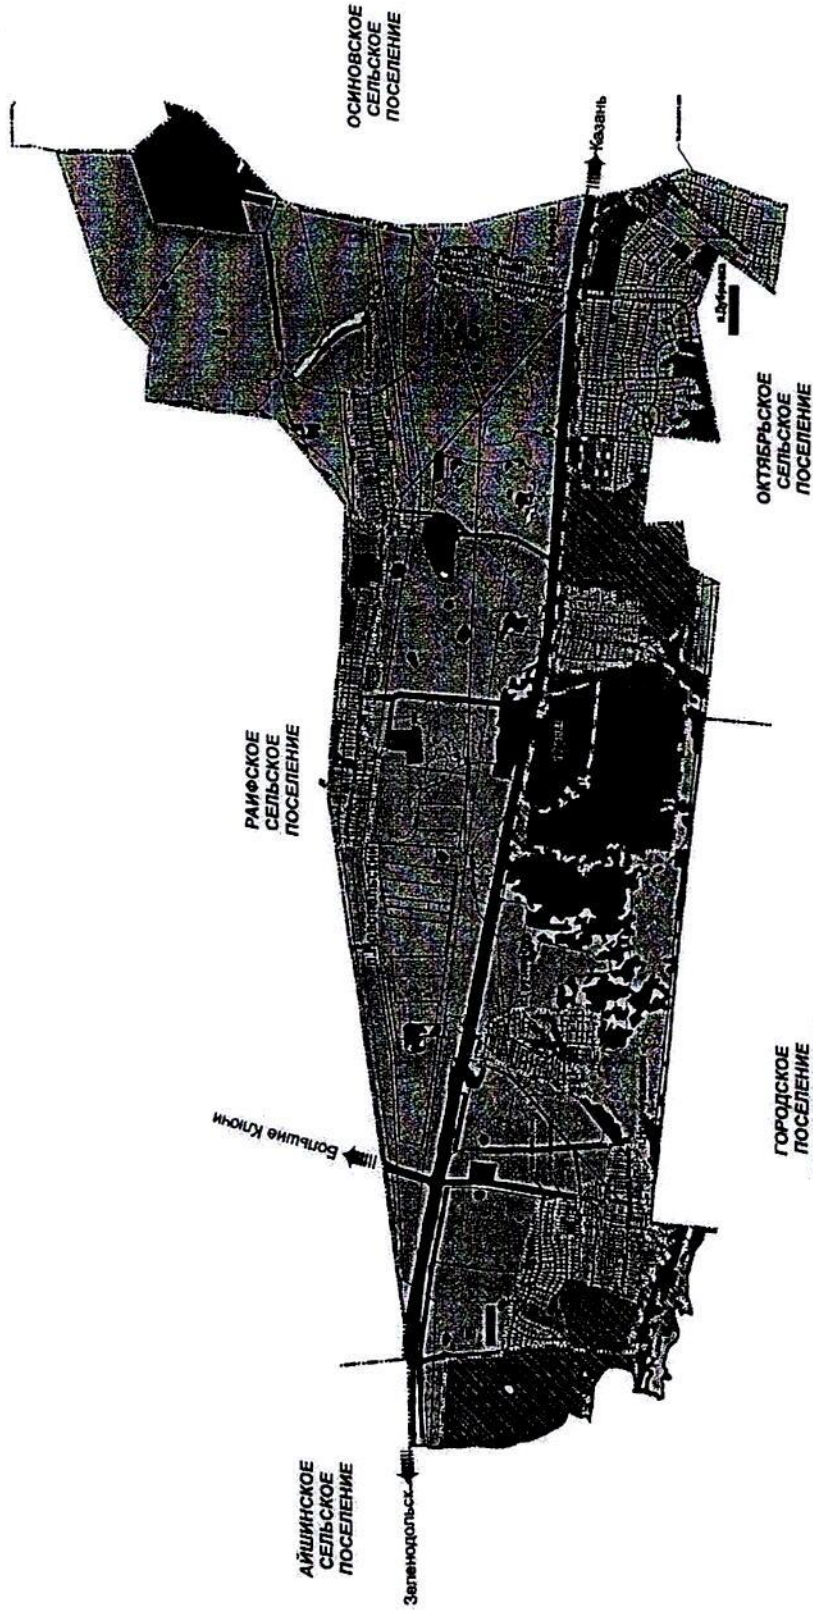 ОСИНОВСКОЕ
СЕЛЬСКОЕ
ПОСЕЛЕНИЕ
Казань
ОКТЯБРЬСКОЕ
СЕЛЬСКОЕ
ПОСЕЛЕНИЕ
РАИФСКОЕ
СЕЛЬСКОЕ
ПОСЕЛЕНИЕ
Большие Ключи
ГОРОДСКОЕ
ПОСЕЛЕНИЕ
АЙШИНСКОЕ
СЕЛЬСКОЕ
ПОСЕЛЕНИЕ
Зеленодольск